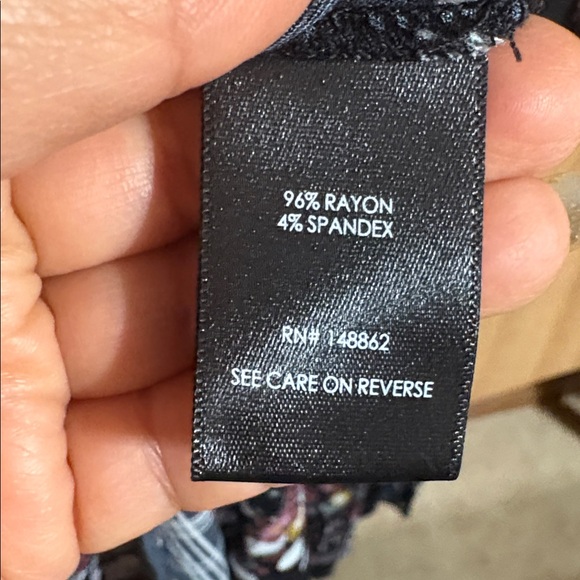 96% RAYON
4% SPANDEX
RN# 148862
SEE CARE ON REVERSE